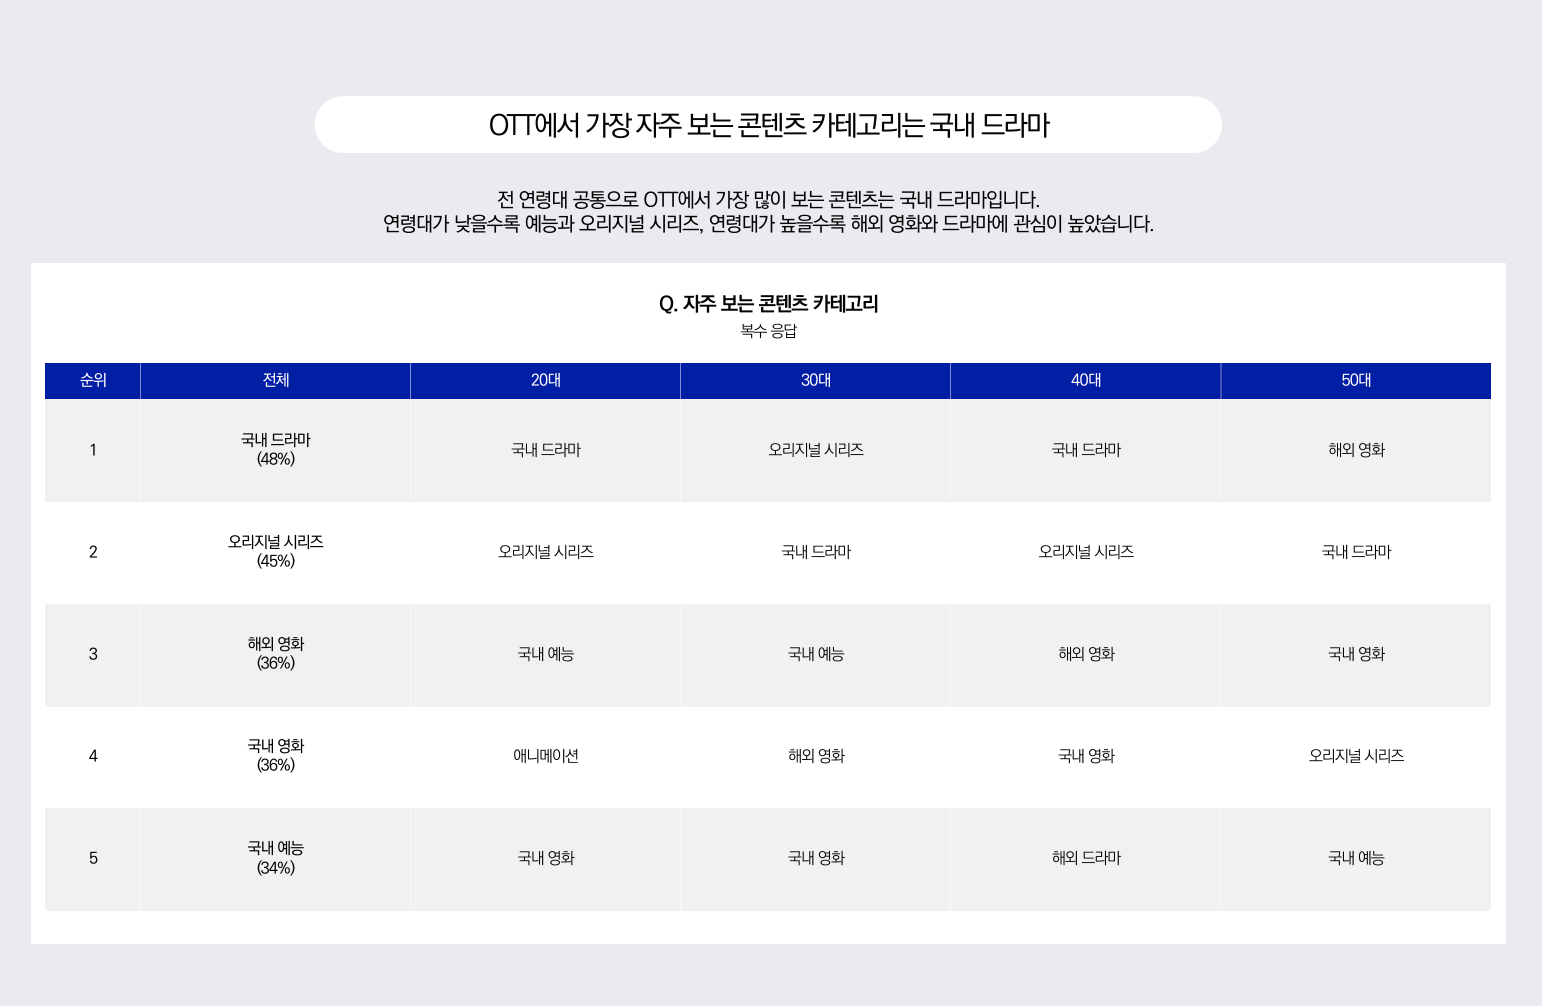 OTT에서 가장 자주 보는 콘텐츠 카테고리는 국내 드라마
전 연령대 공통으로 OTT에서 가장 많이 보는 콘텐츠는 국내 드라마입니다.
연령대가 낮을수록 예능과 오리지널 시리즈, 연령대가 높을수록 해외 영화와 드라마에 관심이 높았습니다.
Q. 자주 보는 콘텐츠 카테고리
복수 응답
순위 전체 20대 30대 40대 50대
1 국내 드라마 (48%) 국내 드라마 오리지널 시리즈 국내 드라마 해외 영화
2 오리지널 시리즈 (45%) 오리지널 시리즈 국내 드라마 오리지널 시리즈 국내 드라마
3 해외 영화 (36%) 국내 예능 국내 예능 해외 영화 국내 영화
4 국내 영화 (36%) 애니메이션 해외 영화 국내 영화 오리지널 시리즈
5 국내 예능 (34%) 국내 영화 국내 영화 해외 드라마 국내 예능